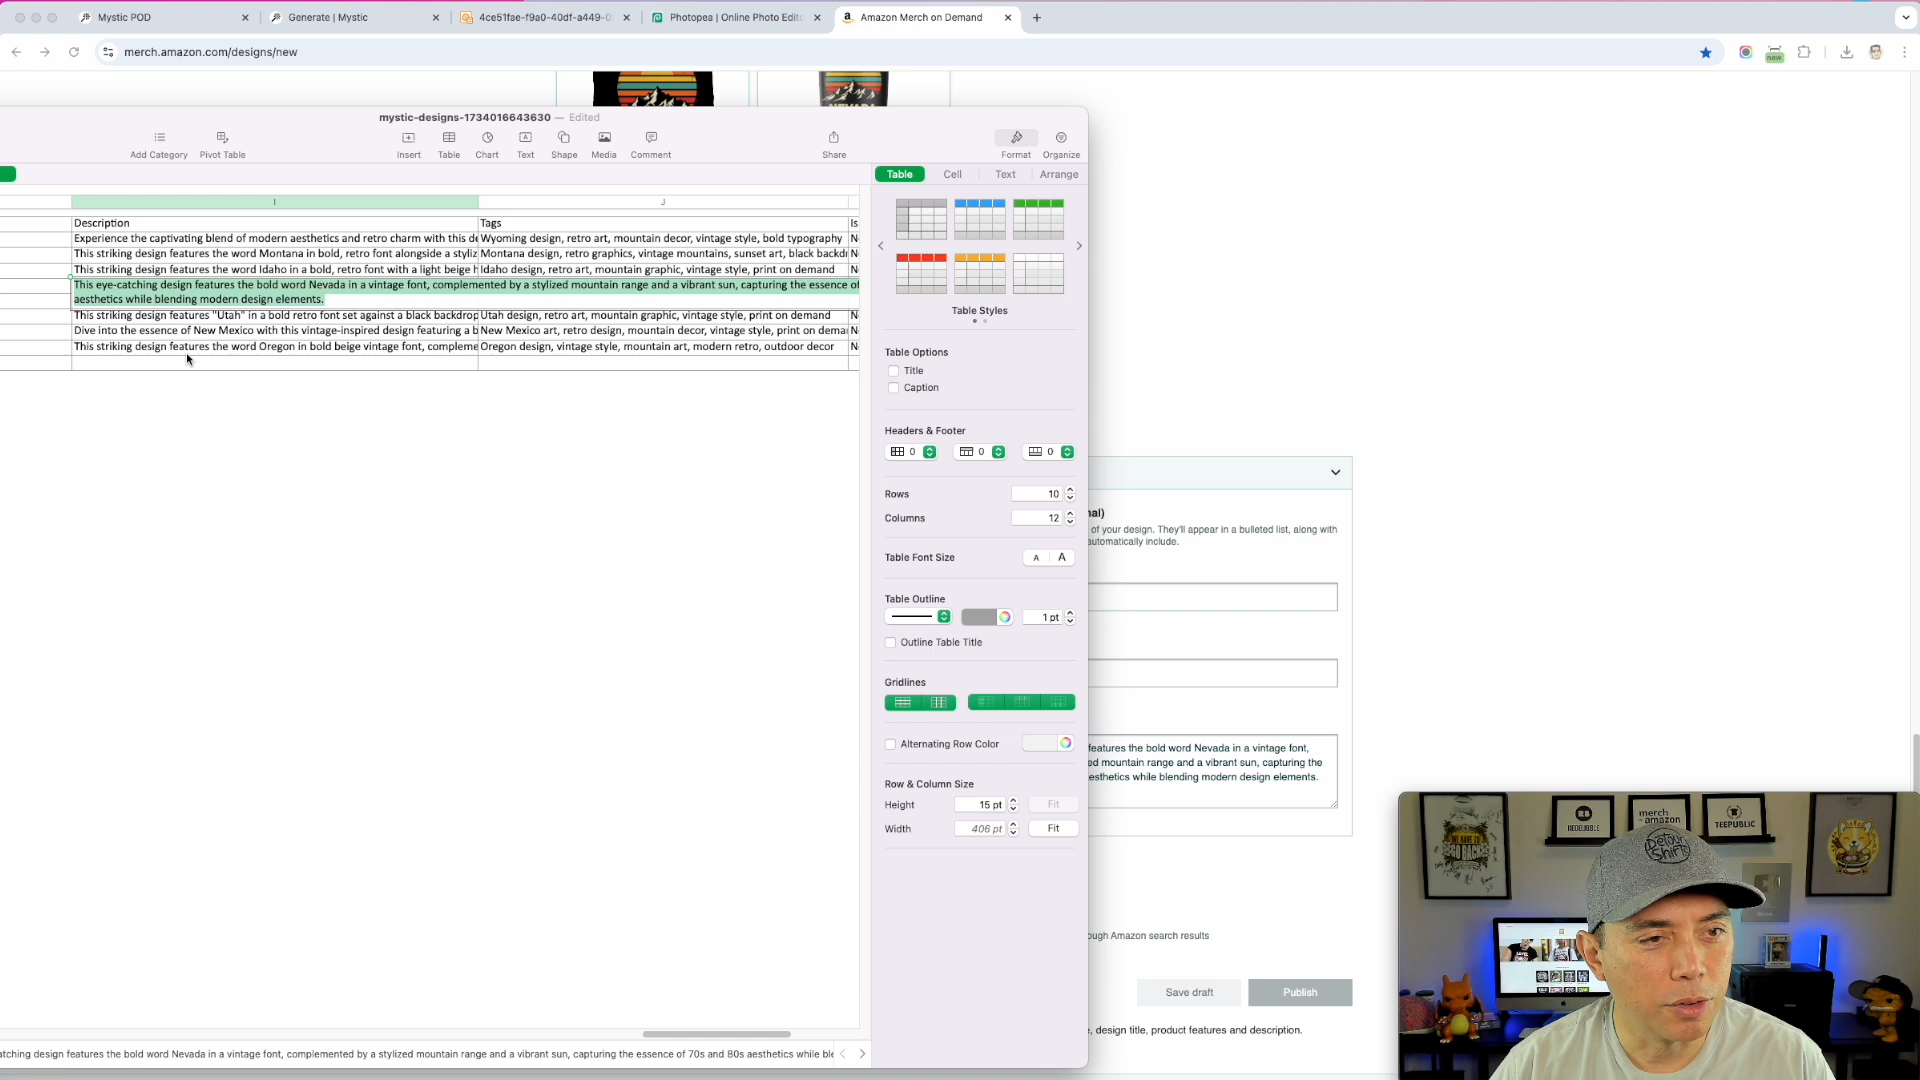 Mystic POD
Generate | Mystic
4ce51fae-f9a0-40df-a449-0
Photopea | Online Photo Edit
Amazon Merch on Demand
merch.amazon.com/designs/new
new
NEVADA
mystic-designs-1734016643630 — Edited
Add Category
Pivot Table
Insert
Table
Chart
Text
Shape
Media
Comment
Share
Format
Organize
Table
Cell
Text
Arrange
I
J
Description
Tags
Is
Experience the captivating blend of modern aesthetics and retro charm with this de
Wyoming design, retro art, mountain decor, vintage style, bold typography
N
This striking design features the word Montana in bold, retro font alongside a styliz
Montana design, retro graphics, vintage mountains, sunset art, black backdr
N
This striking design features the word Idaho in a bold, retro font with a light beige h
Idaho design, retro art, mountain graphic, vintage style, print on demand
N
This eye-catching design features the bold word Nevada in a vintage font, complemented by a stylized mountain range and a vibrant sun, capturing the essence of
aesthetics while blending modern design elements.
This striking design features "Utah" in a bold retro font set against a black backdrop
Utah design, retro art, mountain graphic, vintage style, print on demand
N
Dive into the essence of New Mexico with this vintage-inspired design featuring a b
New Mexico art, retro design, mountain decor, vintage style, print on demar
N
This striking design features the word Oregon in bold beige vintage font, compleme
Oregon design, vintage style, mountain art, modern retro, outdoor decor
N
Table Styles
Table Options
Title
Caption
Headers & Footer
0
0
0
Rows
10
Columns
12
Table Font Size
A
A
Table Outline
1 pt
Outline Table Title
Gridlines
Alternating Row Color
Row & Column Size
Height
15 pt
Fit
Width
406 pt
Fit
nal)
of your design. They'll appear in a bulleted list, along with
automatically include.
features the bold word Nevada in a vintage font,
ed mountain range and a vibrant sun, capturing the
esthetics while blending modern design elements.
ough Amazon search results
Save draft
Publish
, design title, product features and description.
atching design features the bold word Nevada in a vintage font, complemented by a stylized mountain range and a vibrant sun, capturing the essence of 70s and 80s aesthetics while ble
REDBUBBLE
merch
amazon
TEEPUBLIC
Detour
Shirts